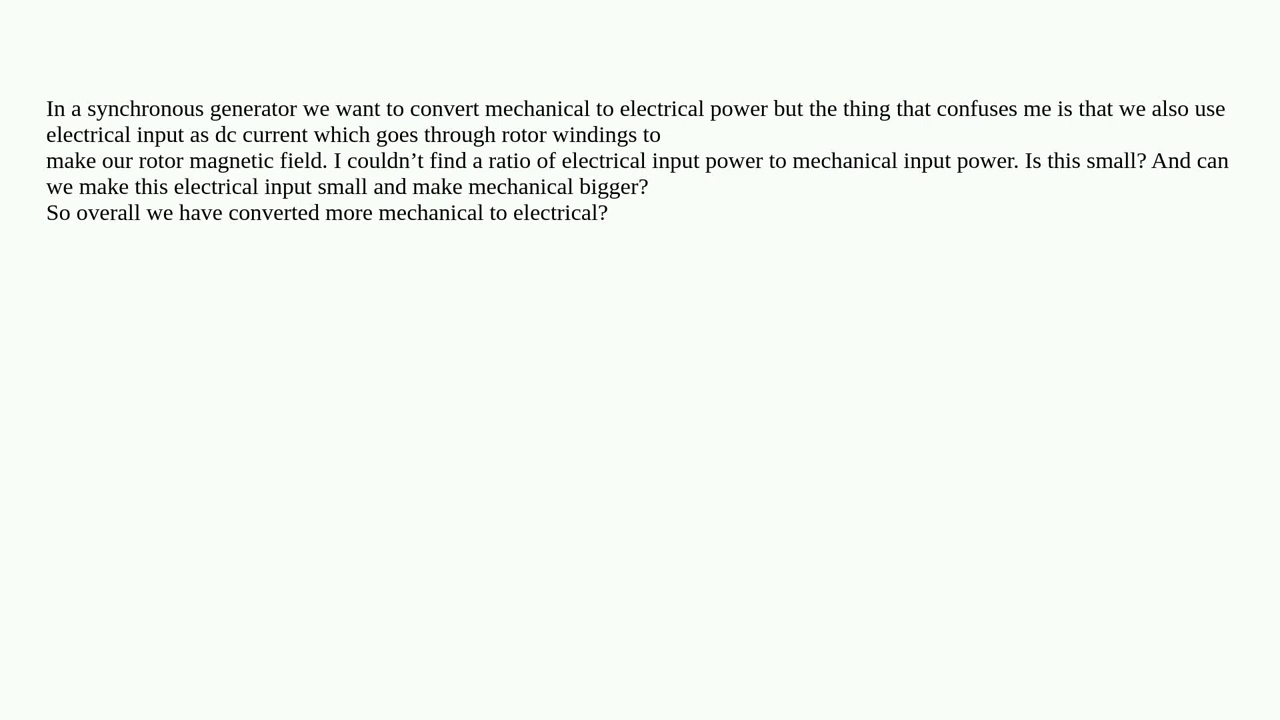 In a synchronous generator we want to convert mechanical to electrical power but the thing that confuses me is that we also use
electrical input as dc current which goes through rotor windings to
make our rotor magnetic field. I couldn’t find a ratio of electrical input power to mechanical input power. Is this small? And can
we make this electrical input small and make mechanical bigger?
So overall we have converted more mechanical to electrical?